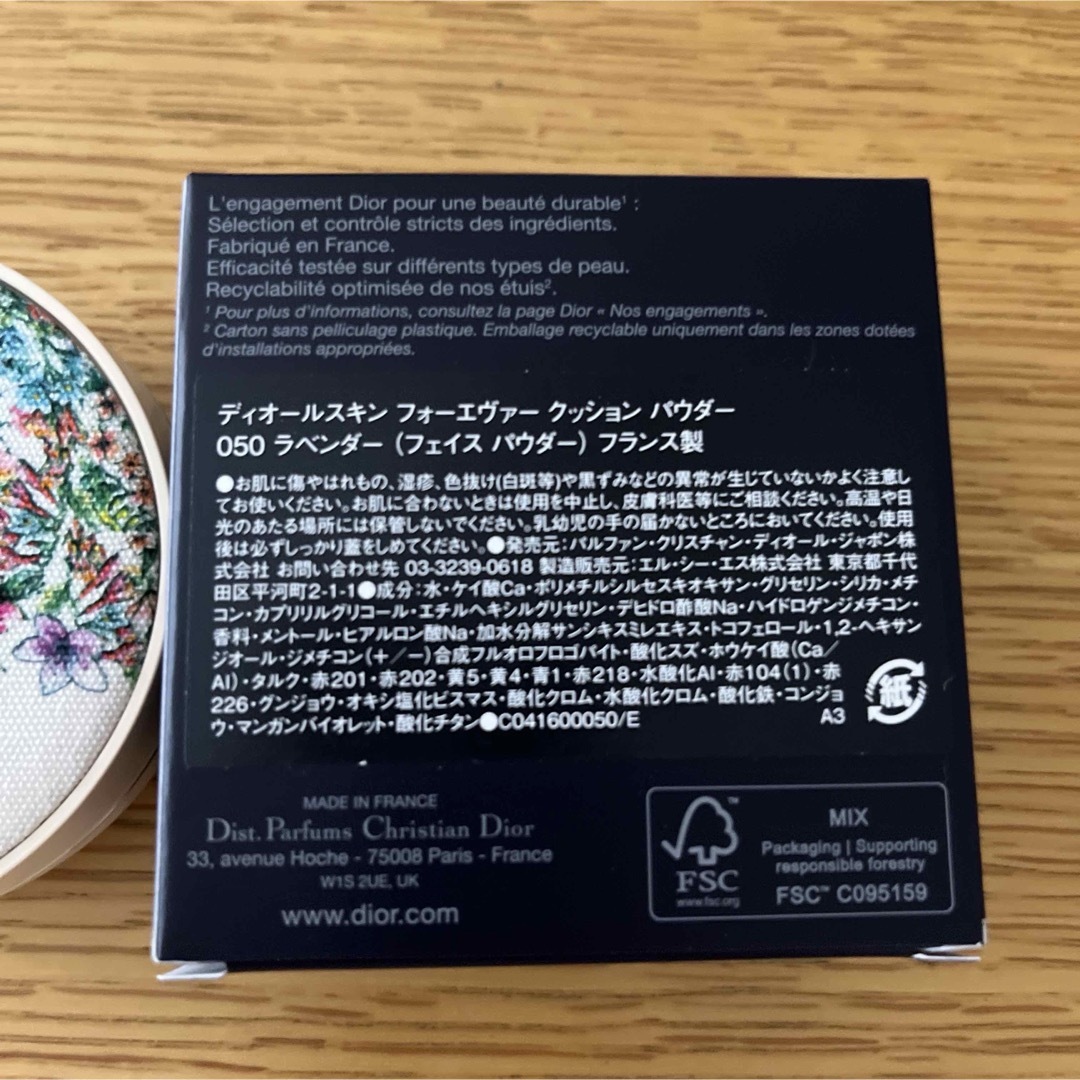 L'engagement Dior pour une beauté durable¹ :
Sélection et contrôle stricts des ingrédients.
Fabriqué en France.
Efficacité testée sur différents types de peau.
Recyclabilité optimisée de nos étuis².
¹ Pour plus d'informations, consultez la page Dior « Nos engagements ».
² Carton sans pelliculage plastique. Emballage recyclable uniquement dans les zones dotées
d'installations appropriées.
ディオールスキン フォーエヴァー クッション パウダー
050 ラベンダー (フェイス パウダー) フランス製
●お肌に傷やはれもの、湿疹、色抜け(白斑等)や黒ずみなどの異常が生じていないかよく注意し
てお使いください。お肌に合わないときは使用を中止し、皮膚科医等にご相談ください。高温や日
光のあたる場所には保管しないでください。乳幼児の手の届かないところにおいてください。使用
後は必ずしっかり蓋をしめてください。●発売元:パルファン・クリスチャン・ディオール・ジャポン株
式会社 お問い合わせ先 03-3239-0618 製造販売元:エル・シー・エス株式会社 東京都千代
田区平河町2-1-1●成分:水・ケイ酸Ca・ポリメチルシルセスキオキサン・グリセリン・シリカ・メチ
コン・カプリリルグリコール・エチルヘキシルグリセリン・デヒドロ酢酸Na・ハイドロゲンジメチコン・
香料・メントール・ヒアルロン酸Na・加水分解サンシキスミレエキス・トコフェロール・1,2-ヘキサン
ジオール・ジメチコン(+/-)合成フルオロフロゴパイト・酸化スズ・ホウケイ酸(Ca/
Al)・タルク・赤201・赤202・黄5・黄4・青1・赤218・水酸化Al・赤104(1)・赤
226・グンジョウ・オキシ塩化ビスマス・酸化クロム・水酸化クロム・酸化鉄・コンジョ
ウ・マンガンバイオレット・酸化チタン●C041600050/E
A3
紙
MADE IN FRANCE
Dist. Parfums Christian Dior
33, avenue Hoche - 75008 Paris - France
W1S 2UE, UK
www.dior.com
FSC
www.fsc.org
MIX
Packaging | Supporting
responsible forestry
FSC™ C095159